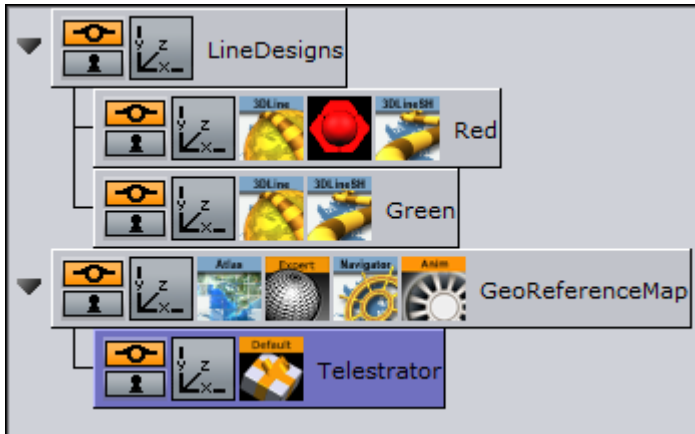 LineDesigns
3DLine 3DLineSH Red
3DLine 3DLineSH Green
Atlas Expert Navigator Anim GeoReferenceMap
Default Telestrator